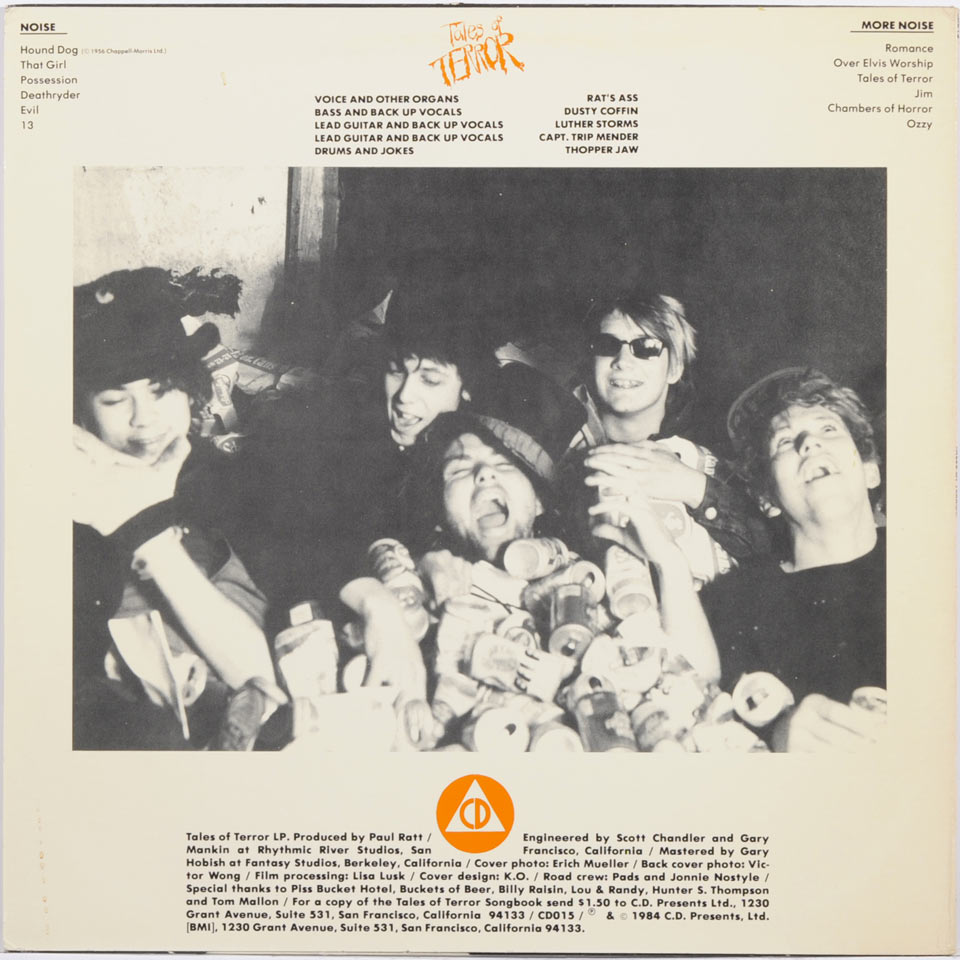 NOISE
Hound Dog (© 1956 Chappell-Morris Ltd.)
That Girl
Possession
Deathryder
Evil
13
Tales of
TERROR
VOICE AND OTHER ORGANS RAT'S ASS
BASS AND BACK UP VOCALS DUSTY COFFIN
LEAD GUITAR AND BACK UP VOCALS LUTHER STORMS
LEAD GUITAR AND BACK UP VOCALS CAPT. TRIP MENDER
DRUMS AND JOKES THOPPER JAW
MORE NOISE
Romance
Over Elvis Worship
Tales of Terror
Jim
Chambers of Horror
Ozzy
CD
Tales of Terror LP. Produced by Paul Ratt / Engineered by Scott Chandler and Gary
Mankin at Rhythmic River Studios, San Francisco, California / Mastered by Gary
Hobish at Fantasy Studios, Berkeley, California / Cover photo: Erich Mueller / Back cover photo: Vic-
tor Wong / Film processing: Lisa Lusk / Cover design: K.O. / Road crew: Pads and Jonnie Nostyle /
Special thanks to Piss Bucket Hotel, Buckets of Beer, Billy Raisin, Lou & Randy, Hunter S. Thompson
and Tom Mallon / For a copy of the Tales of Terror Songbook send $1.50 to C.D. Presents Ltd., 1230
Grant Avenue, Suite 531, San Francisco, California 94133 / CD015 / ℗ & © 1984 C.D. Presents, Ltd.
[BMI], 1230 Grant Avenue, Suite 531, San Francisco, California 94133.